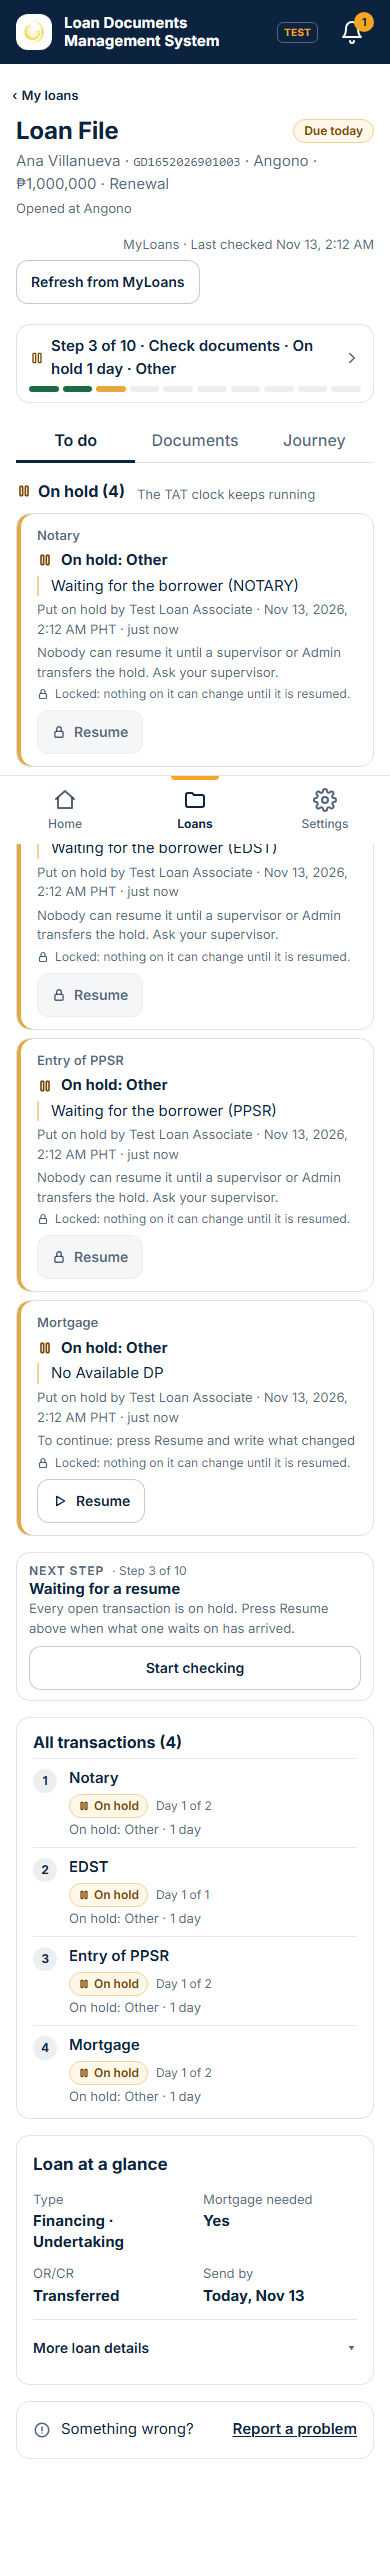 Loan Documents
Management System
TEST
1
‹ My loans
Loan File
Due today
Ana Villanueva · GD1652026901003 · Angono ·
₱1,000,000 · Renewal
Opened at Angono
MyLoans · Last checked Nov 13, 2:12 AM
Refresh from MyLoans
Step 3 of 10 · Check documents · On
hold 1 day · Other
To do
Documents
Journey
On hold (4)
The TAT clock keeps running
Notary
On hold: Other
Waiting for the borrower (NOTARY)
Put on hold by Test Loan Associate · Nov 13, 2026,
2:12 AM PHT · just now
Nobody can resume it until a supervisor or Admin
transfers the hold. Ask your supervisor.
Locked: nothing on it can change until it is resumed.
Resume
Home
Loans
Settings
Waiting for the borrower (EDST)
Put on hold by Test Loan Associate · Nov 13, 2026,
2:12 AM PHT · just now
Nobody can resume it until a supervisor or Admin
transfers the hold. Ask your supervisor.
Locked: nothing on it can change until it is resumed.
Resume
Entry of PPSR
On hold: Other
Waiting for the borrower (PPSR)
Put on hold by Test Loan Associate · Nov 13, 2026,
2:12 AM PHT · just now
Nobody can resume it until a supervisor or Admin
transfers the hold. Ask your supervisor.
Locked: nothing on it can change until it is resumed.
Resume
Mortgage
On hold: Other
No Available DP
Put on hold by Test Loan Associate · Nov 13, 2026,
2:12 AM PHT · just now
To continue: press Resume and write what changed
Locked: nothing on it can change until it is resumed.
Resume
NEXT STEP · Step 3 of 10
Waiting for a resume
Every open transaction is on hold. Press Resume
above when what one waits on has arrived.
Start checking
All transactions (4)
1
Notary
On hold
Day 1 of 2
On hold: Other · 1 day
2
EDST
On hold
Day 1 of 1
On hold: Other · 1 day
3
Entry of PPSR
On hold
Day 1 of 2
On hold: Other · 1 day
4
Mortgage
On hold
Day 1 of 2
On hold: Other · 1 day
Loan at a glance
Type
Financing ·
Undertaking
Mortgage needed
Yes
OR/CR
Transferred
Send by
Today, Nov 13
More loan details
Something wrong?
Report a problem